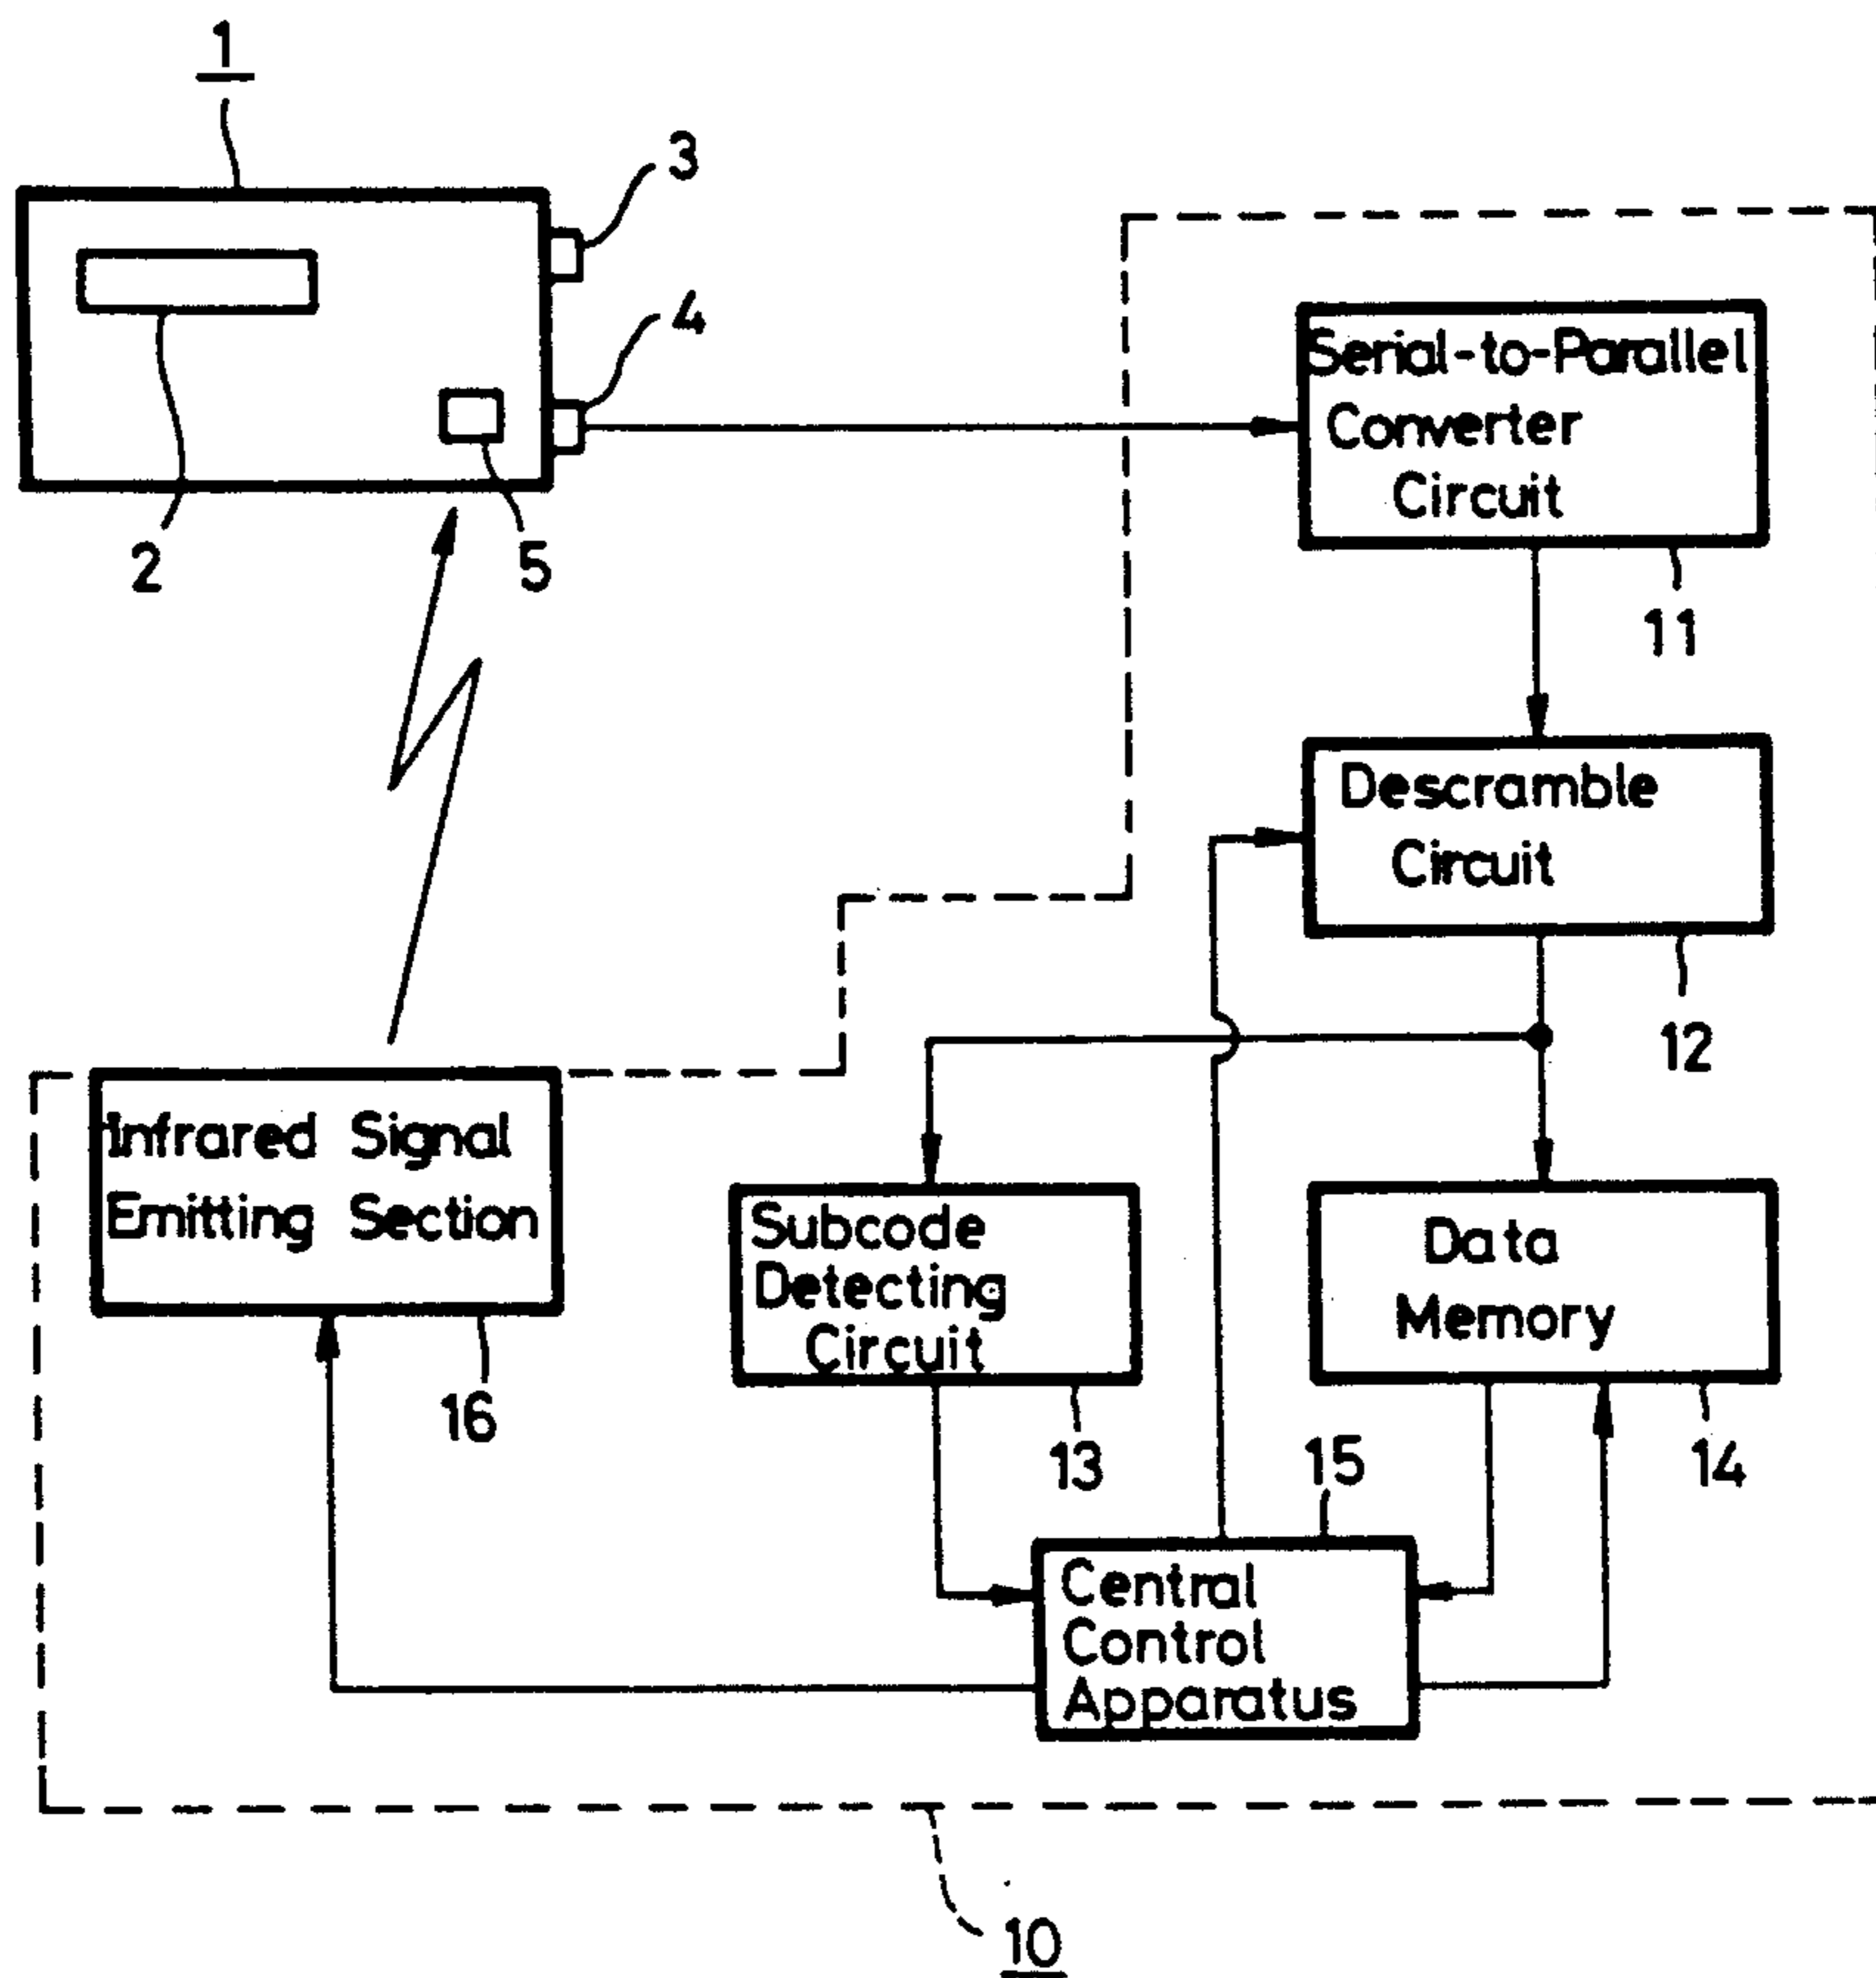 1
3
4
2
5
Serial-to-Parallel
Converter
Circuit
11
Descramble
Circuit
12
Infrared Signal
Emitting Section
16
Subcode
Detecting
Circuit
13
Data
Memory
14
15
Central
Control
Apparatus
10